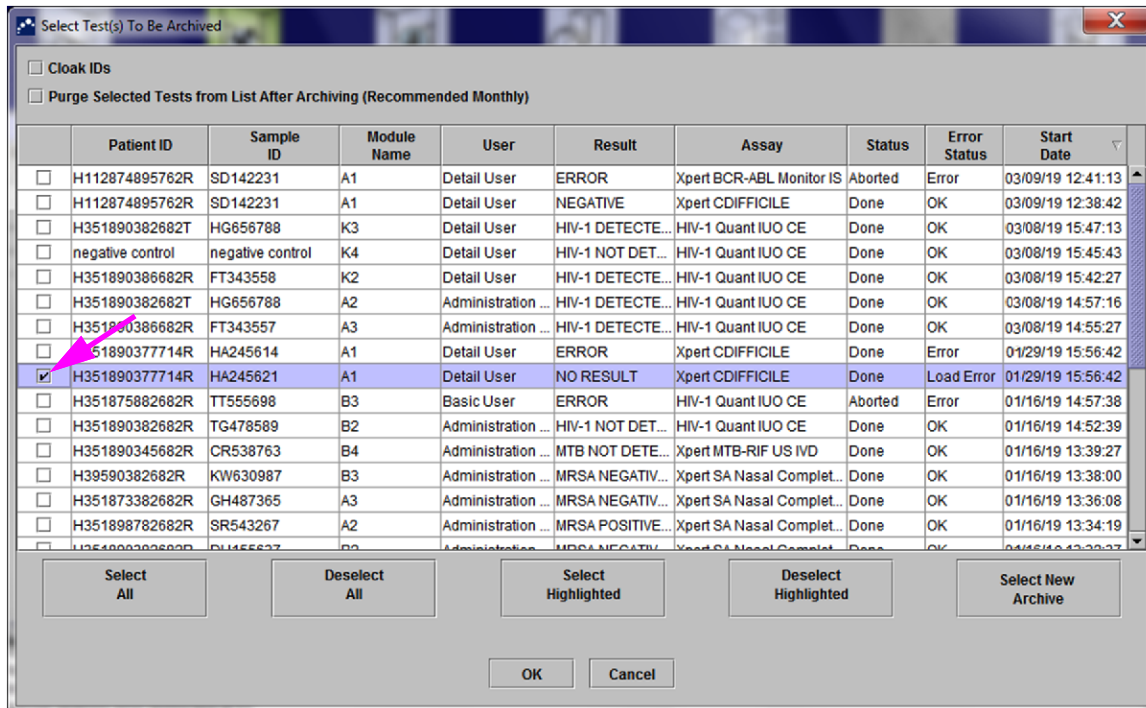 Select Test(s) To Be Archived
Cloak IDs
Purge Selected Tests from List After Archiving (Recommended Monthly)
Patient ID Sample ID Module Name User Result Assay Status Error Status Start Date
H112874895762R SD142231 A1 Detail User ERROR Xpert BCR-ABL Monitor IS Aborted Error 03/09/19 12:41:13
H112874895762R SD142231 A1 Detail User NEGATIVE Xpert CDIFFICILE Done OK 03/09/19 12:38:42
H351890382682T HG656788 K3 Detail User HIV-1 DETECTE... HIV-1 Quant IUO CE Done OK 03/08/19 15:47:13
negative control negative control K4 Detail User HIV-1 NOT DET... HIV-1 Quant IUO CE Done OK 03/08/19 15:45:43
H351890386682R FT343558 K2 Detail User HIV-1 DETECTE... HIV-1 Quant IUO CE Done OK 03/08/19 15:42:27
H351890382682T HG656788 A2 Administration ... HIV-1 DETECTE... HIV-1 Quant IUO CE Done OK 03/08/19 14:57:16
H351890386682R FT343557 A3 Administration ... HIV-1 DETECTE... HIV-1 Quant IUO CE Done OK 03/08/19 14:55:27
51890377714R HA245614 A1 Detail User ERROR Xpert CDIFFICILE Done Error 01/29/19 15:56:42
H351890377714R HA245621 A1 Detail User NO RESULT Xpert CDIFFICILE Done Load Error 01/29/19 15:56:42
H351875882682R TT555698 B3 Basic User ERROR HIV-1 Quant IUO CE Aborted Error 01/16/19 14:57:38
H351890382682R TG478589 B2 Administration ... HIV-1 NOT DET... HIV-1 Quant IUO CE Done OK 01/16/19 14:52:39
H351890345682R CR538763 B4 Administration ... MTB NOT DETE... Xpert MTB-RIF US IVD Done OK 01/16/19 13:39:27
H39590382682R KW630987 B3 Administration ... MRSA NEGATIV... Xpert SA Nasal Complet... Done OK 01/16/19 13:38:00
H351873382682R GH487365 A3 Administration ... MRSA NEGATIV... Xpert SA Nasal Complet... Done OK 01/16/19 13:36:08
H351898782682R SR543267 A2 Administration ... MRSA POSITIVE... Xpert SA Nasal Complet... Done OK 01/16/19 13:34:19
Select All Deselect All Select Highlighted Deselect Highlighted Select New Archive
OK Cancel